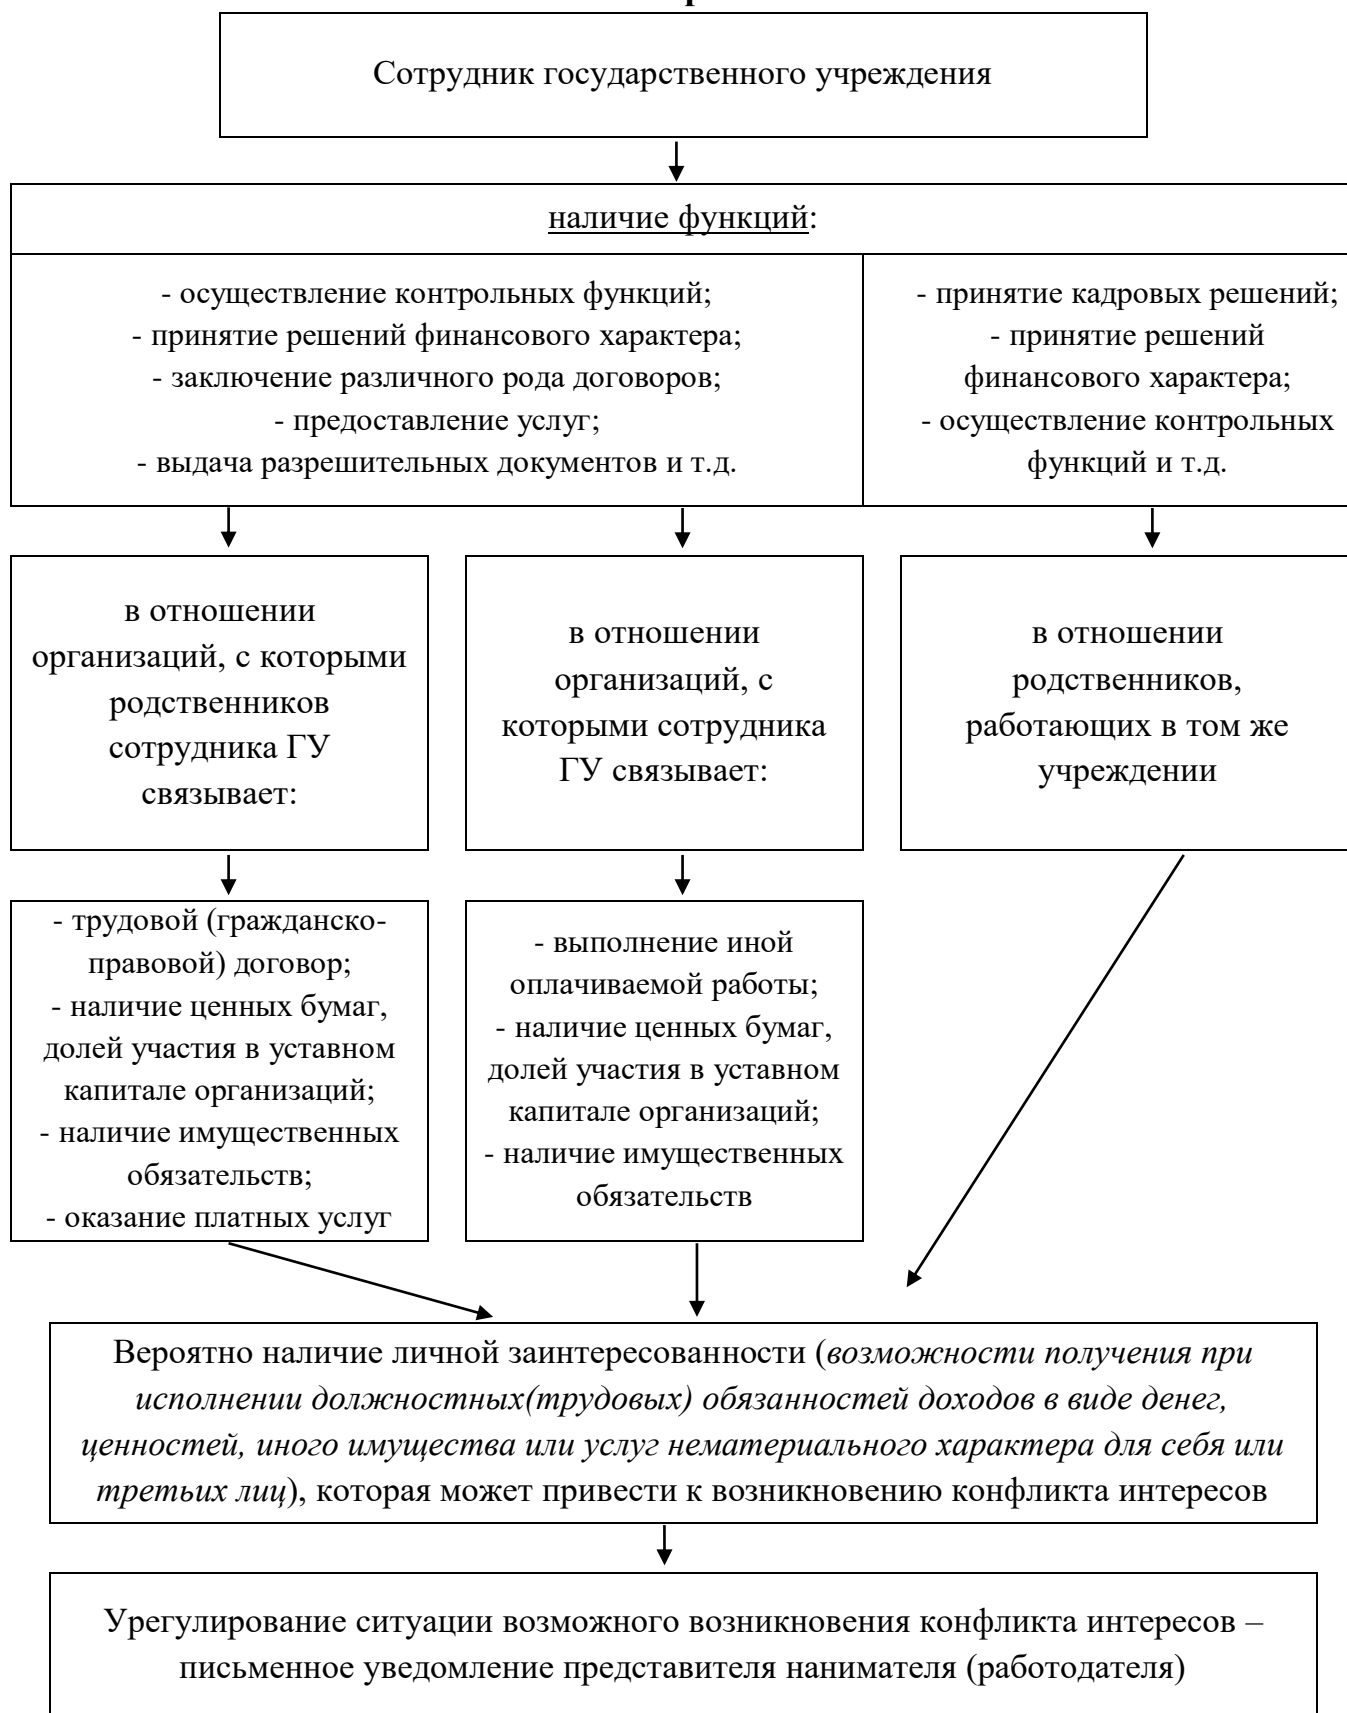 Сотрудник государственного учреждения
наличие функций:
- осуществление контрольных функций;
- принятие решений финансового характера;
- заключение различного рода договоров;
- предоставление услуг;
- выдача разрешительных документов и т.д.
- принятие кадровых решений;
- принятие решений
финансового характера;
- осуществление контрольных
функций и т.д.
в отношении
организаций, с которыми
родственников
сотрудника ГУ
связывает:
в отношении
организаций, с
которыми сотрудника
ГУ связывает:
в отношении
родственников,
работающих в том же
учреждении
- трудовой (гражданско-
правовой) договор;
- наличие ценных бумаг,
долей участия в уставном
капитале организаций;
- наличие имущественных
обязательств;
- оказание платных услуг
- выполнение иной
оплачиваемой работы;
- наличие ценных бумаг,
долей участия в уставном
капитале организаций;
- наличие имущественных
обязательств
Вероятно наличие личной заинтересованности (возможности получения при
исполнении должностных(трудовых) обязанностей доходов в виде денег,
ценностей, иного имущества или услуг нематериального характера для себя или
третьих лиц), которая может привести к возникновению конфликта интересов
Урегулирование ситуации возможного возникновения конфликта интересов –
письменное уведомление представителя нанимателя (работодателя)